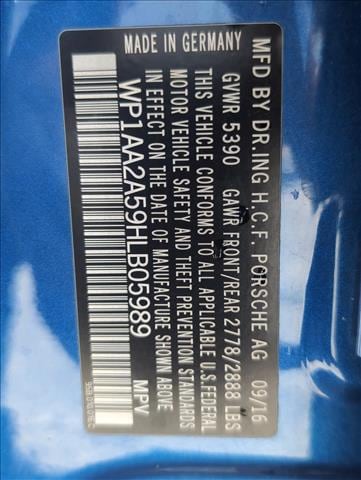 MFD BY DR.ING H.C.F. PORSCHE AG 09/16
GVWR 5390 GAWR FRONT/REAR 2778/2888 LBS
THIS VEHICLE CONFORMS TO ALL APPLICABLE U.S.FEDERAL
MOTOR VEHICLE SAFETY AND THEFT PREVENTION STANDARDS
IN EFFECT ON THE DATE OF MANUFACTURE SHOWN ABOVE
WP1AA2A59HLB05989 MPV
MADE IN GERMANY